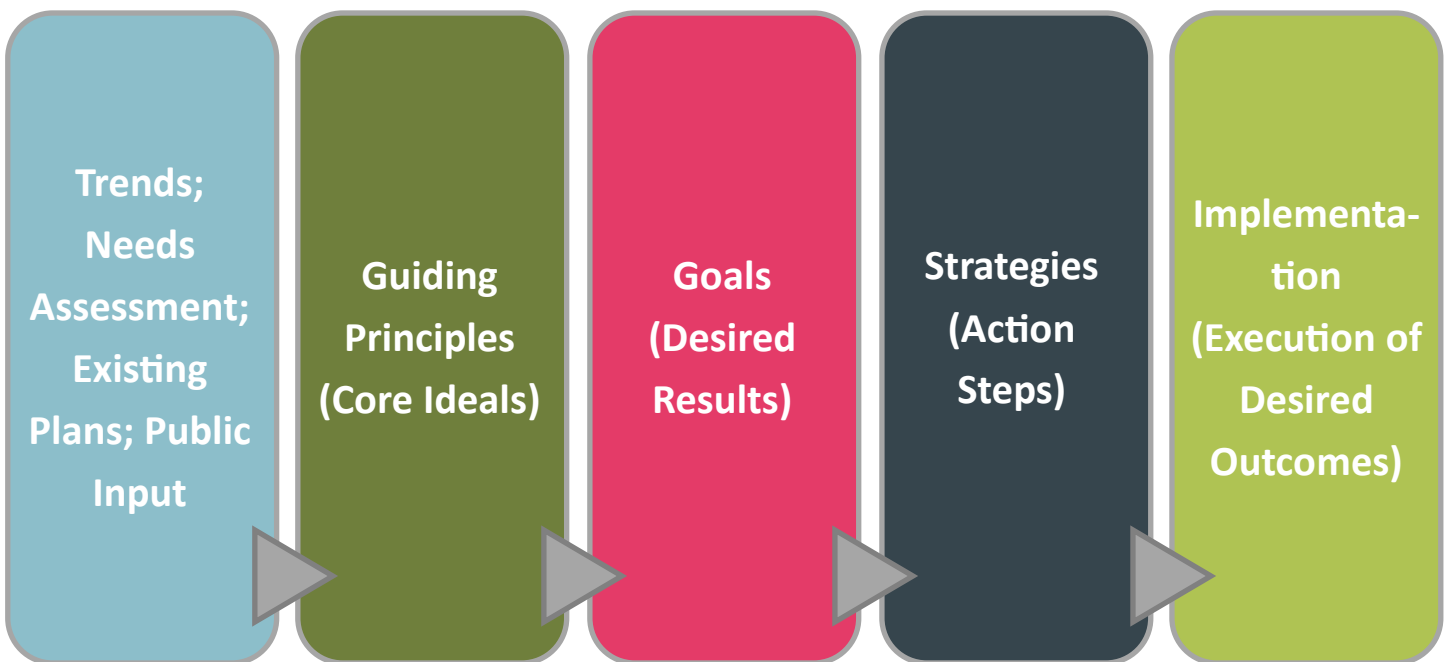 Trends;
Needs
Assessment;
Existing
Plans; Public
Input
Guiding
Principles
(Core Ideals)
Goals
(Desired
Results)
Strategies
(Action
Steps)
Implementa-
tion
(Execution of
Desired
Outcomes)